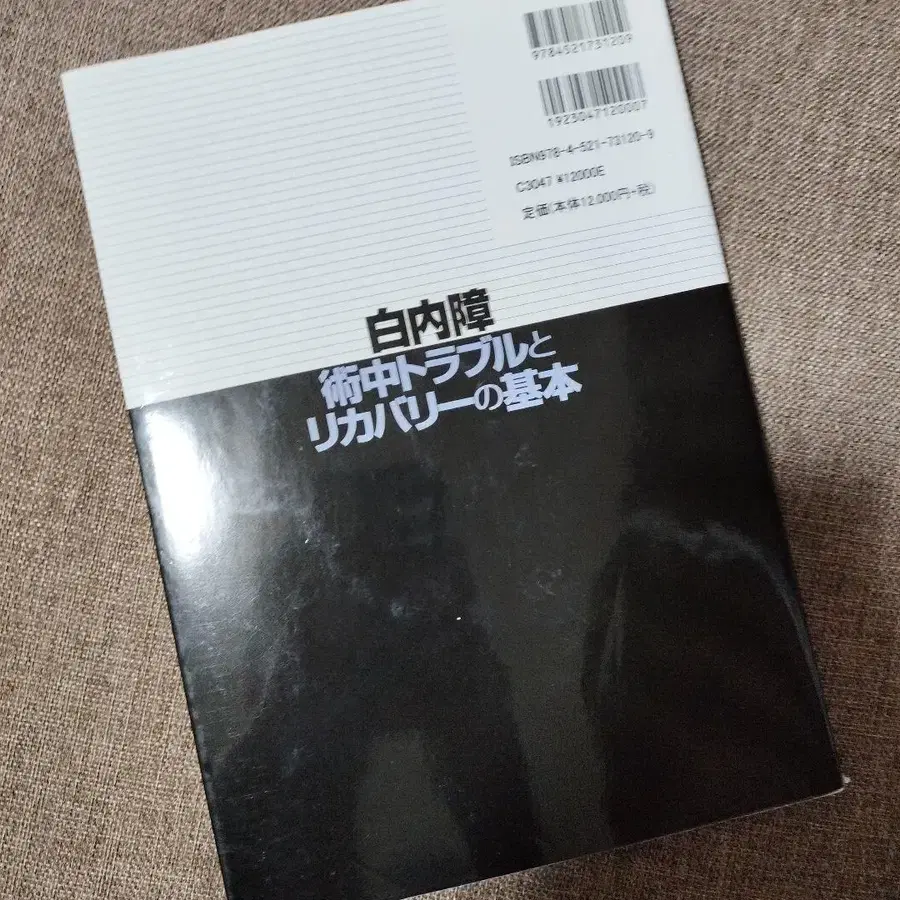 9784521731209
1923047120007
ISBN978-4-521-73120-9
C3047 ¥12000E
定価(本体12,000円+税)
白内障
術中トラブルと
リカバリーの基本